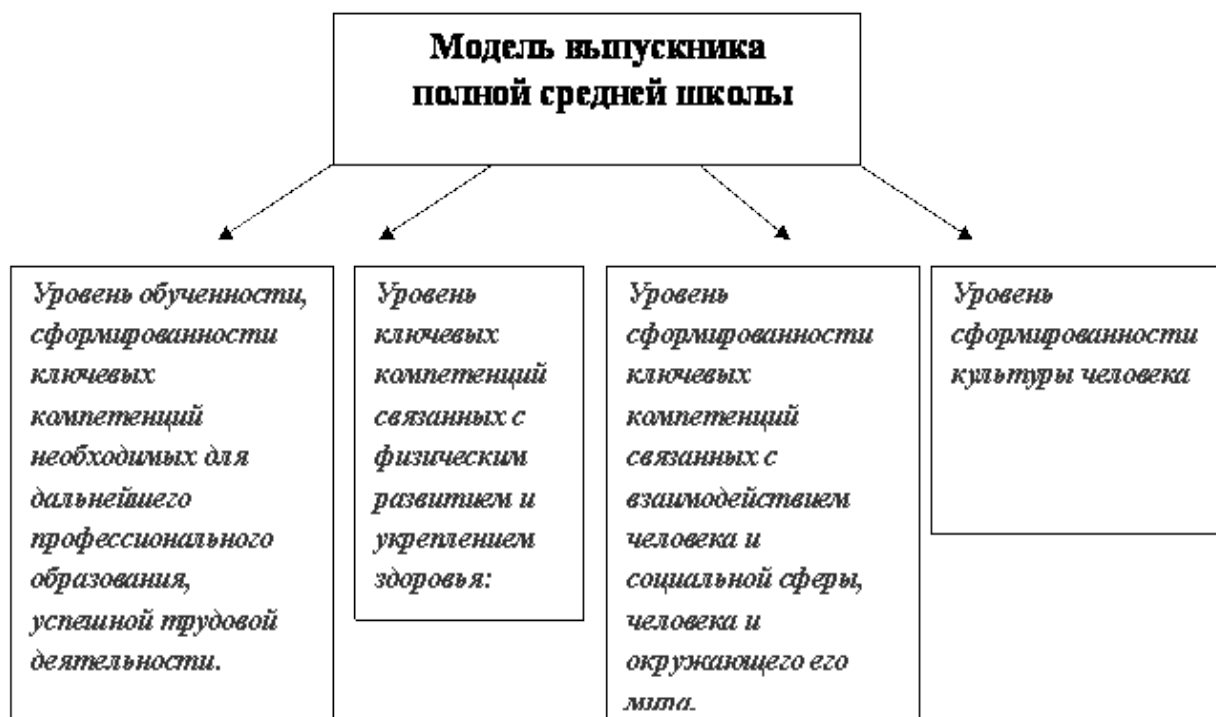 Модель выпускника
полной средней школы
Уровень обученности,
сформированности
ключевых
компетенций
необходимых для
дальнейшего
профессионального
образования,
успешной трудовой
деятельности.
Уровень
ключевых
компетенций
связанных с
физическим
развитием и
укреплением
здоровья:
Уровень
сформированности
ключевых
компетенций
связанных с
взаимодействием
человека и
социальной сферы,
человека и
окружающего его
мира.
Уровень
сформированности
культуры человека